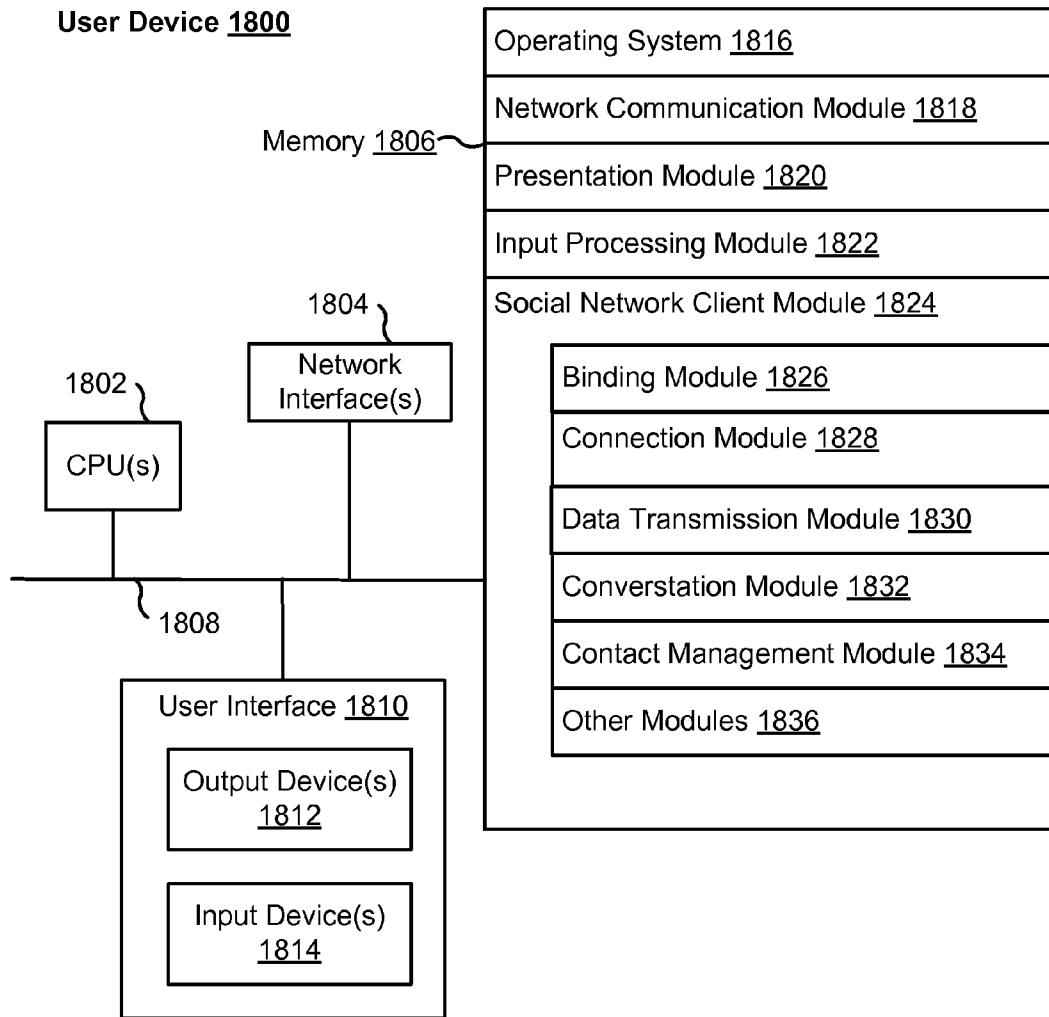 User Device 1800
Operating System 1816
Network Communication Module 1818
Memory 1806
Presentation Module 1820
Input Processing Module 1822
Social Network Client Module 1824
1804
Network
Interface(s)
Binding Module 1826
1802
Connection Module 1828
CPU(s)
Data Transmission Module 1830
Converstation Module 1832
1808
Contact Management Module 1834
User Interface 1810
Other Modules 1836
Output Device(s)
1812
Input Device(s)
1814